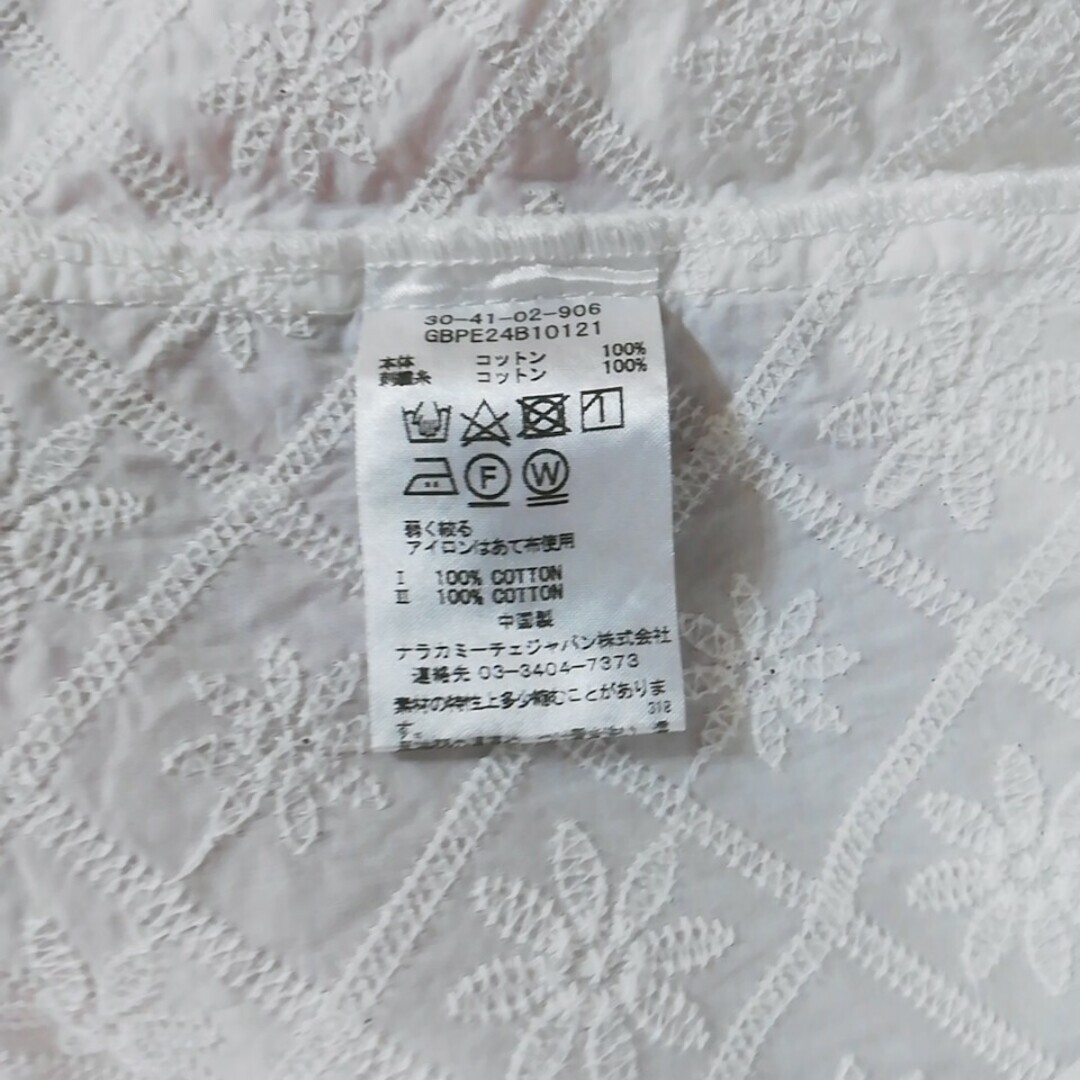 30-41-02-906
GBPE24B10121
本体 コットン 100%
刺繍糸 コットン 100%
F W
弱く絞る
アイロンはあて布使用
I 100% COTTON
III 100% COTTON
中国製
ナラカミーチェジャパン株式会社
連絡先 03-3404-7373
素材の特性上多少縮むことがありま
す。 318